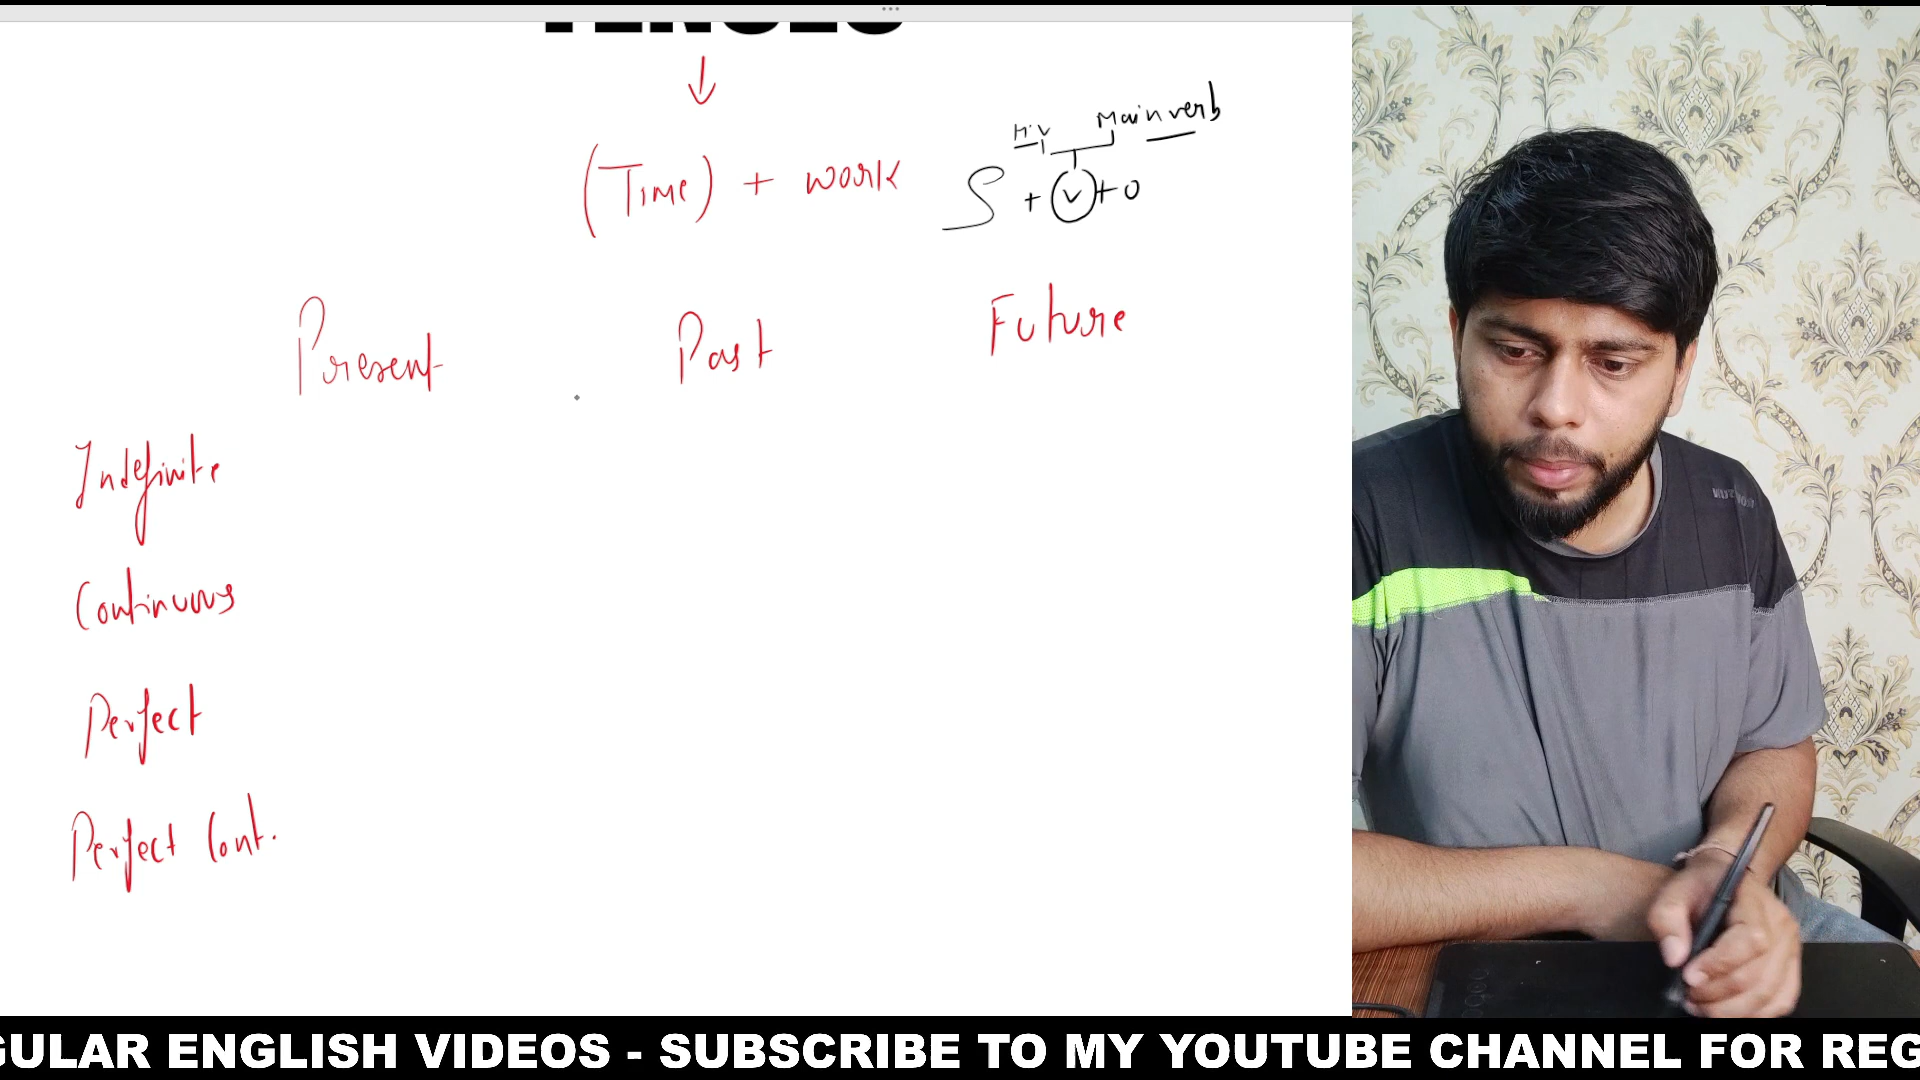 TENSES
H.V Main verb
(Time) + work S + V + O
Present Past Future
Indefinite
Continuous
Perfect
Perfect Cont.
GULAR ENGLISH VIDEOS - SUBSCRIBE TO MY YOUTUBE CHANNEL FOR REG